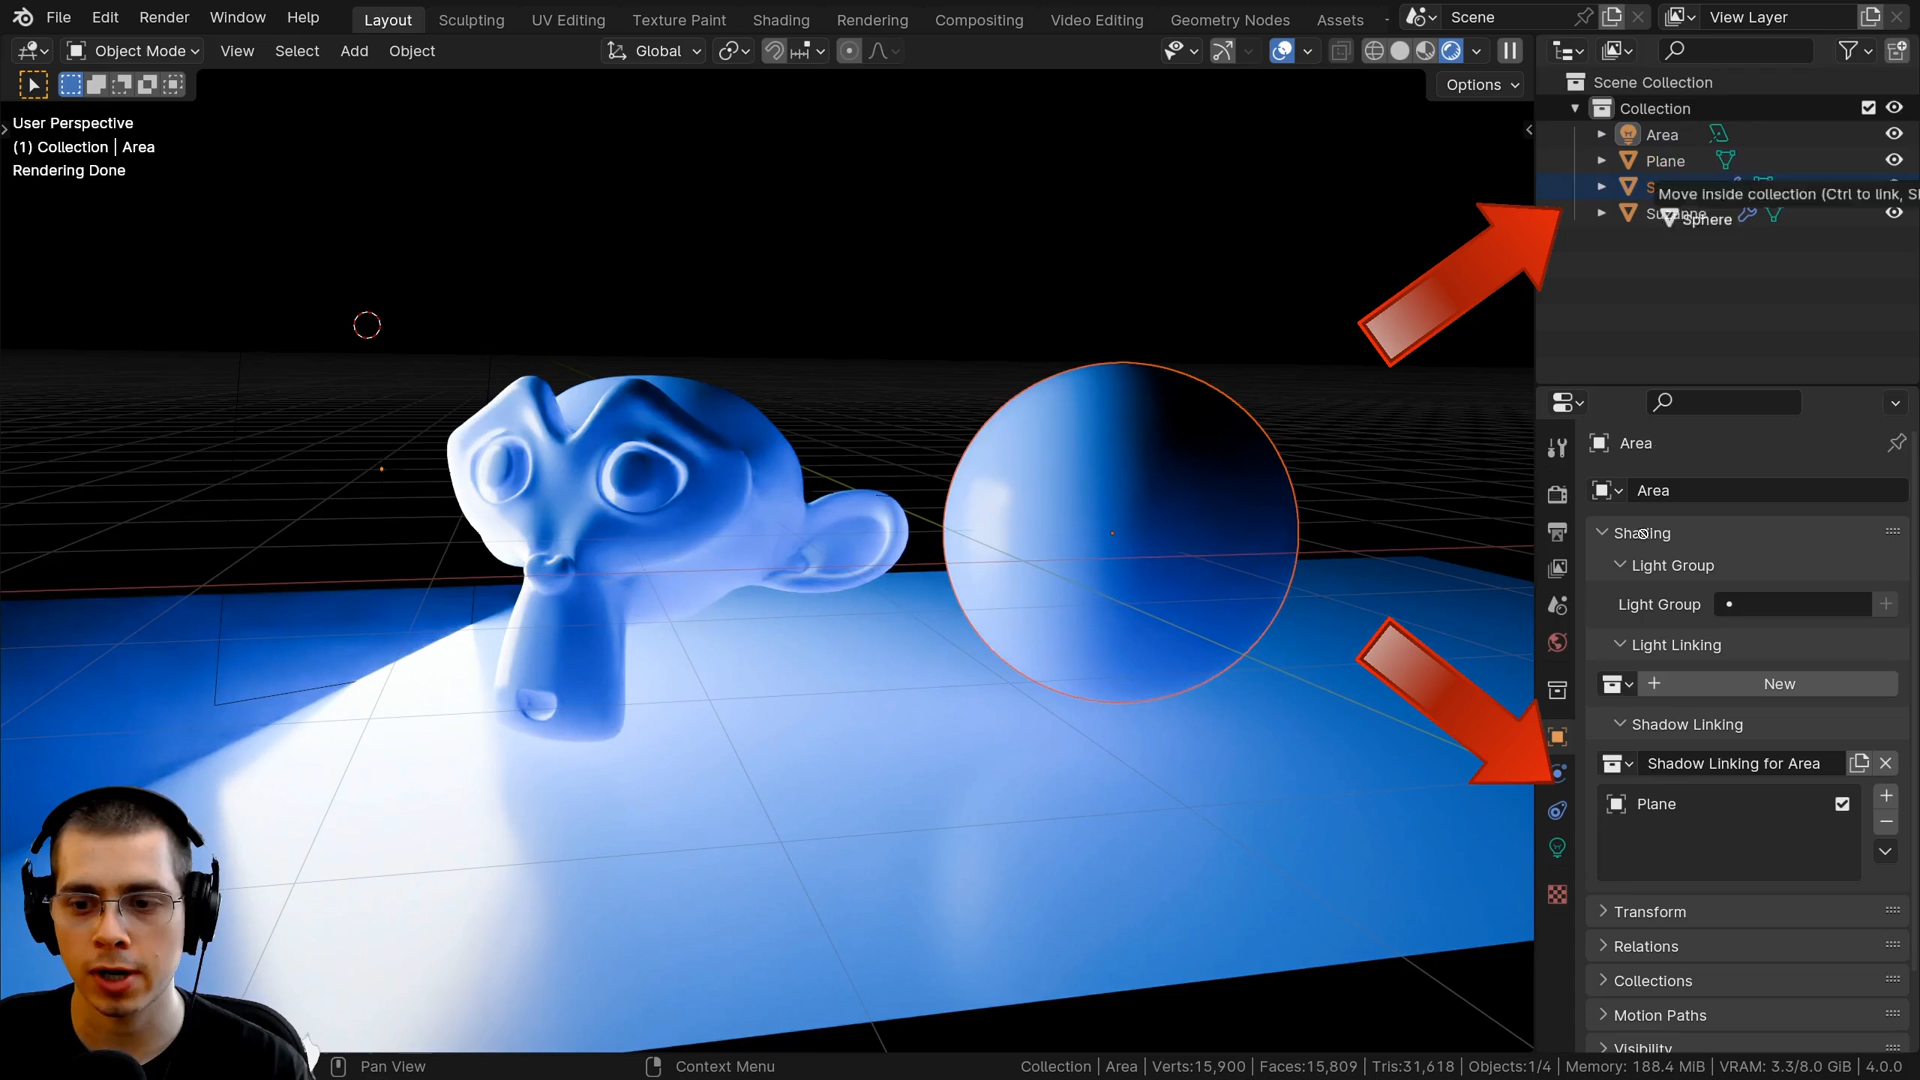 File Edit Render Window Help Layout Sculpting UV Editing Texture Paint Shading Rendering Compositing Video Editing Geometry Nodes Assets Scene View Layer
Object Mode View Select Add Object Global
Options
User Perspective
(1) Collection | Area
Rendering Done
Scene Collection
Collection
Area
Plane
Move inside collection (Ctrl to link,
Sphere
Area
Area
Shading
Light Group
Light Group
Light Linking
New
Shadow Linking
Shadow Linking for Area
Plane
Transform
Relations
Collections
Motion Paths
Visibility
Pan View Context Menu Collection | Area | Verts:15,900 | Faces:15,809 | Tris:31,618 | Objects:1/4 | Memory: 188.4 MiB | VRAM: 3.3/8.0 GiB | 4.0.0